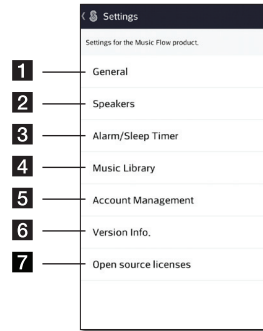 Settings
Settings for the Music Flow product.
1 General
2 Speakers
3 Alarm/Sleep Timer
4 Music Library
5 Account Management
6 Version Info.
7 Open source licenses